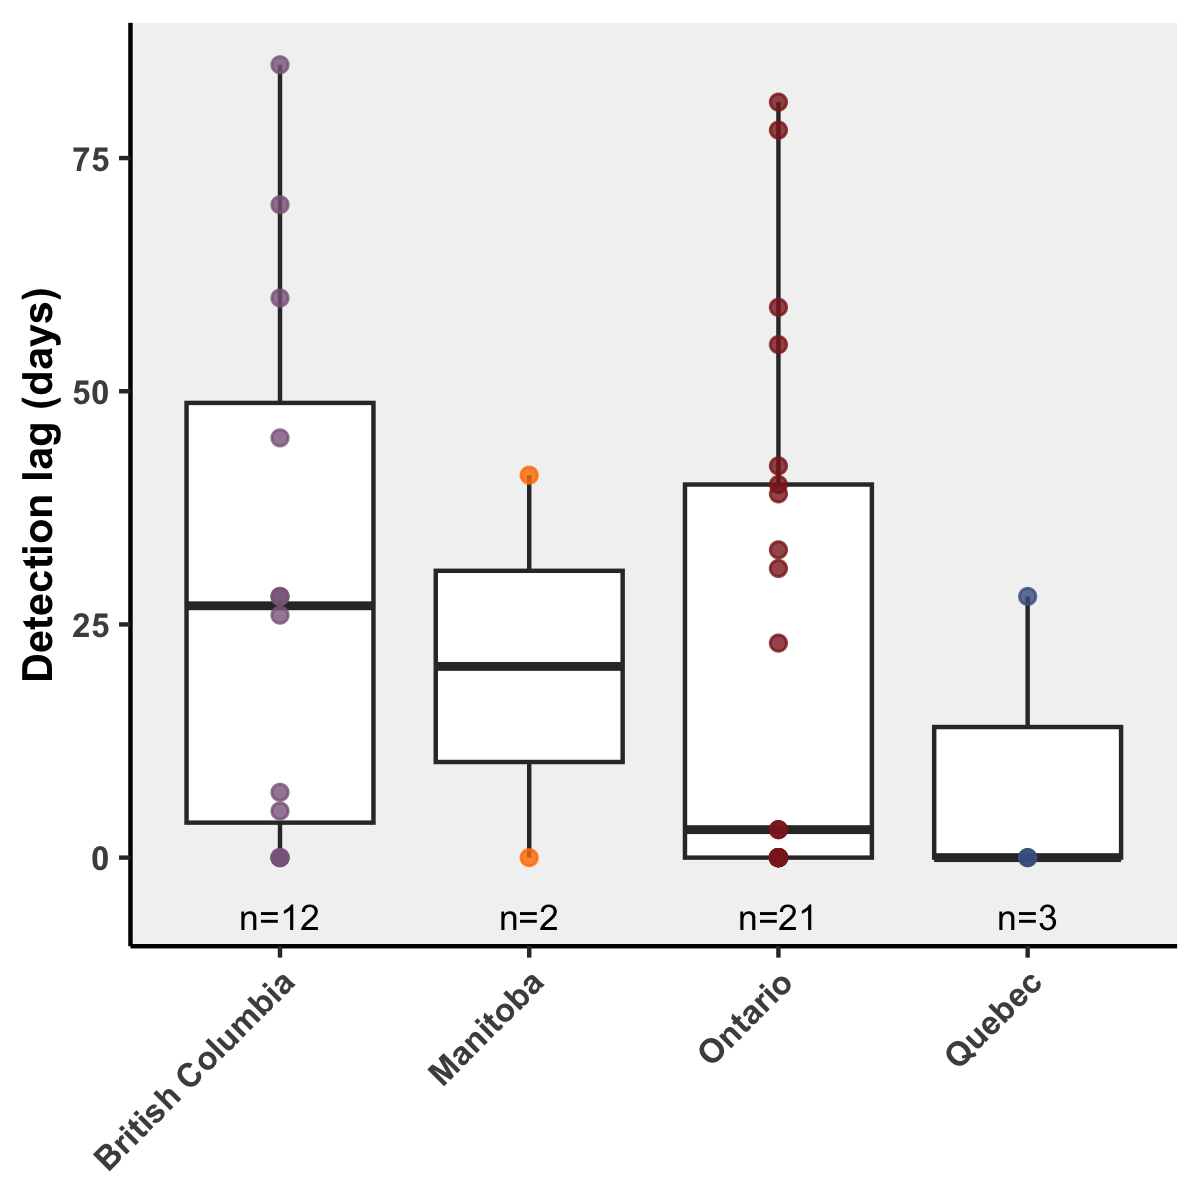 Detection lag (days)
75
50
25
0
n=12
n=2
n=21
n=3
British Columbia
Manitoba
Ontario
Quebec